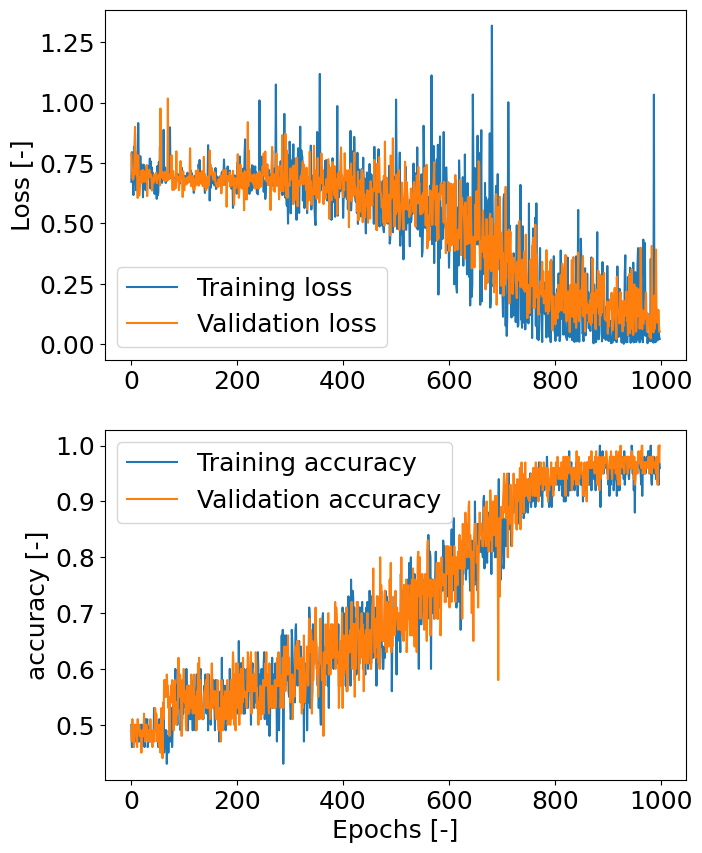 1.25
1.00
0.75
0.50
0.25
0.00
Loss [-]
Training loss
Validation loss
0 200 400 600 800 1000
1.0
0.9
0.8
0.7
0.6
0.5
accuracy [-]
Training accuracy
Validation accuracy
0 200 400 600 800 1000
Epochs [-]